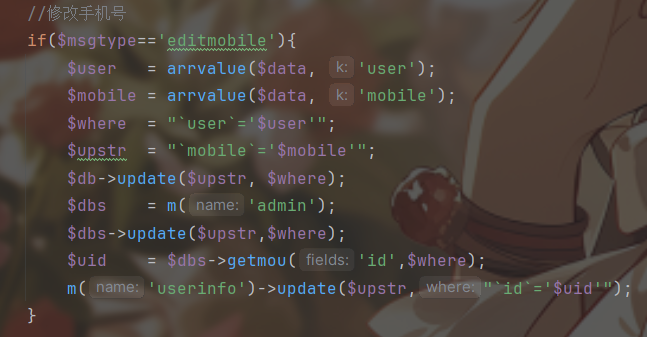 //修改手机号
if($msgtype=='editmobile'){
$user = arrvalue($data, k: 'user');
$mobile = arrvalue($data, k: 'mobile');
$where = "`user`='$user'";
$upstr = "`mobile`='$mobile'";
$db->update($upstr, $where);
$dbs = m( name: 'admin');
$dbs->update($upstr,$where);
$uid = $dbs->getmou( fields: 'id',$where);
m( name: 'userinfo')->update($upstr, where: "`id`='$uid'");
}